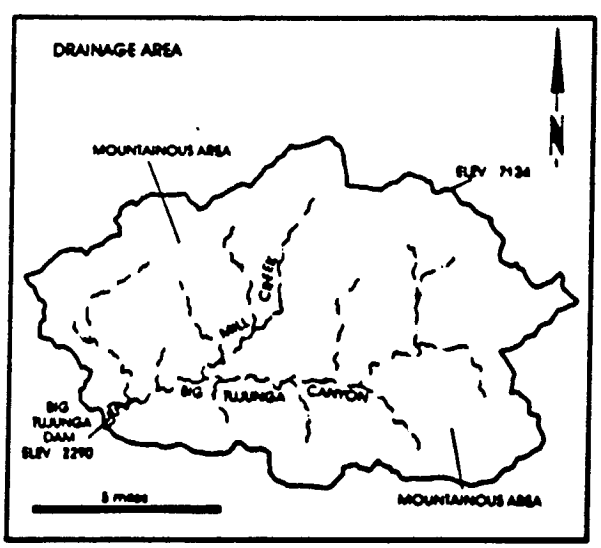 DRAINAGE AREA
N
MOUNTAINOUS AREA
ELEV 7134
MILL CREEK
BIG TUJUNGA CANYON
BIG
TUJUNGA
DAM
ELEV 2290
5 miles
MOUNTAINOUS AREA